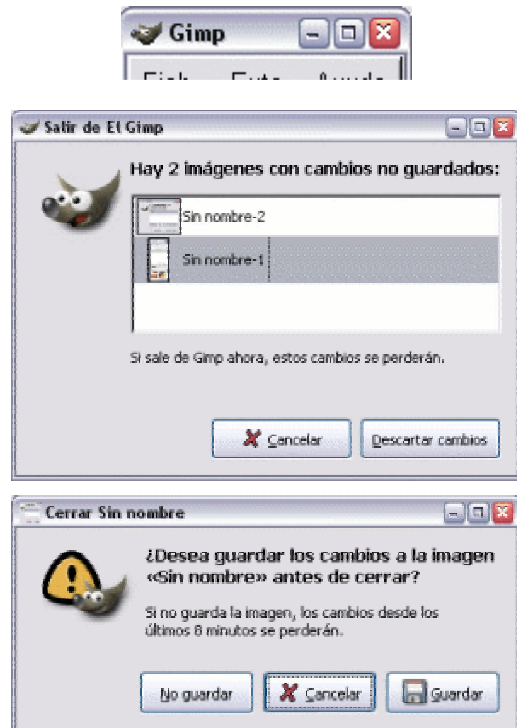 Gimp
Salir de El Gimp
Hay 2 imágenes con cambios no guardados:
Sin nombre-2
Sin nombre-1
Si sale de Gimp ahora, estos cambios se perderán.
Cancelar Descartar cambios
Cerrar Sin nombre
¿Desea guardar los cambios a la imagen
«Sin nombre» antes de cerrar?
Si no guarda la imagen, los cambios desde los
últimos 8 minutos se perderán.
No guardar Cancelar Guardar